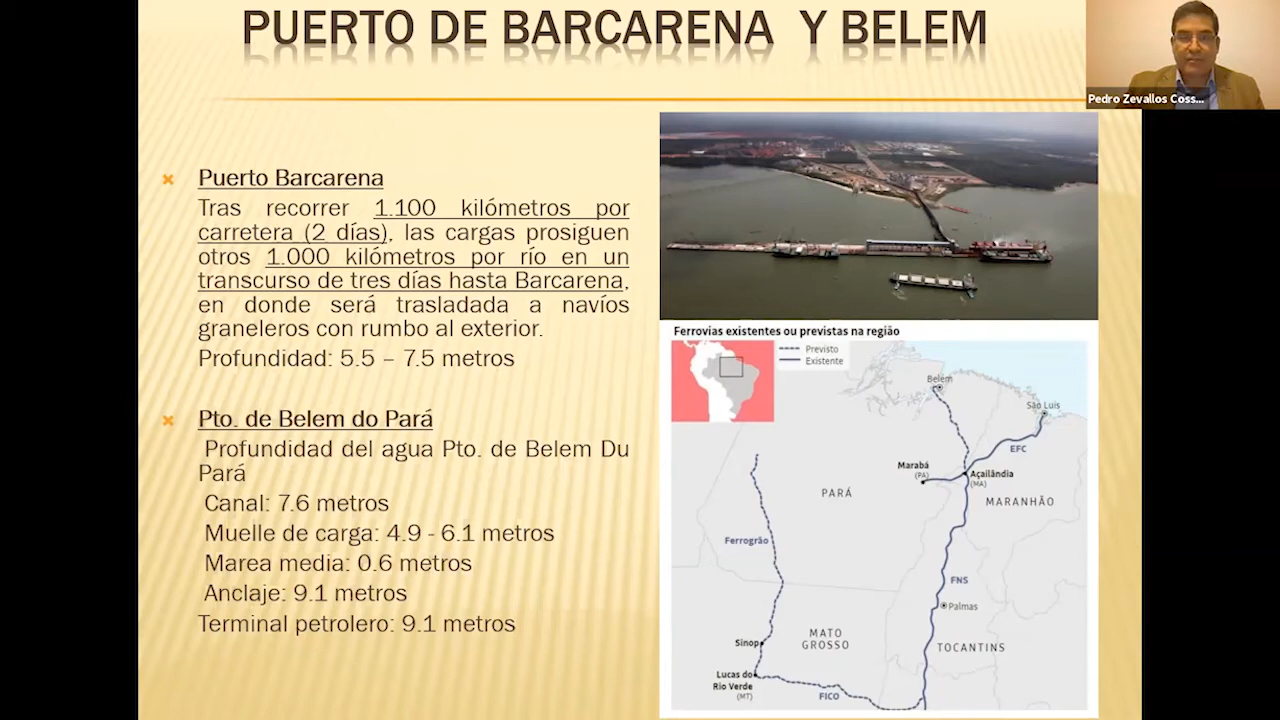 PUERTO DE BARCARENA Y BELEM
Pedro Zevallos Coss...
Puerto Barcarena
Tras recorrer 1.100 kilómetros por
carretera (2 días), las cargas prosiguen
otros 1.000 kilómetros por río en un
transcurso de tres días hasta Barcarena,
en donde será trasladada a navíos
graneleros con rumbo al exterior.
Profundidad: 5.5 – 7.5 metros
Pto. de Belem do Pará
Profundidad del agua Pto. de Belem Du
Pará
Canal: 7.6 metros
Muelle de carga: 4.9 - 6.1 metros
Marea media: 0.6 metros
Anclaje: 9.1 metros
Terminal petrolero: 9.1 metros
Ferrovias existentes ou previstas na região
Previsto
Existente
Belém
São Luis
EFC
Marabá
(PA)
Açailândia
(MA)
PARÁ
MARANHÃO
Ferrogrão
FNS
Palmas
Sinop
MATO
GROSSO
TOCANTINS
Lucas do
Rio Verde
(MT)
FICO